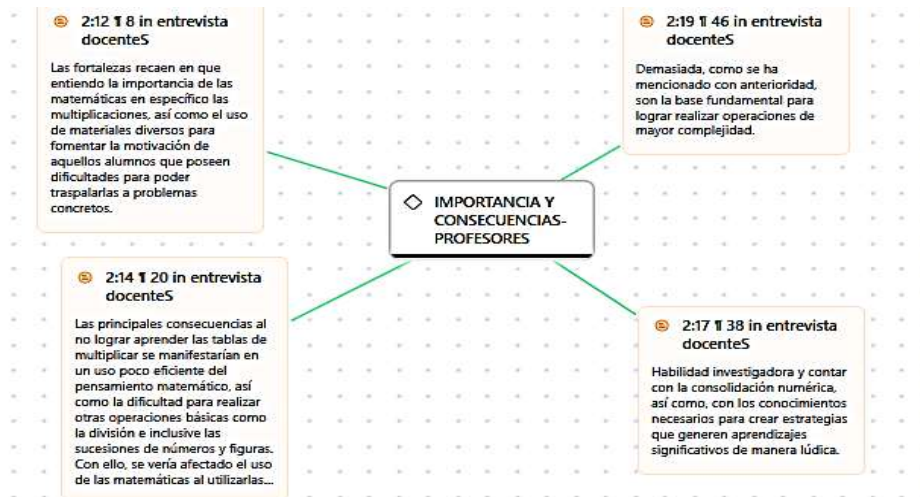 2:12 ¶ 8 in entrevista
docenteS
Las fortalezas recaen en que
entiendo la importancia de las
matemáticas en específico las
multiplicaciones, así como el uso
de materiales diversos para
fomentar la motivación de
aquellos alumnos que poseen
dificultades para poder
traspalarlas a problemas
concretos.
2:19 ¶ 46 in entrevista
docenteS
Demasiada, como se ha
mencionado con anterioridad,
son la base fundamental para
lograr realizar operaciones de
mayor complejidad.
IMPORTANCIA Y
CONSECUENCIAS-
PROFESORES
2:14 ¶ 20 in entrevista
docenteS
Las principales consecuencias al
no lograr aprender las tablas de
multiplicar se manifestarían en
un uso poco eficiente del
pensamiento matemático, así
como la dificultad para realizar
otras operaciones básicas como
la división e inclusive las
sucesiones de números y figuras.
Con ello, se vería afectado el uso
de las matemáticas al utilizarlas...
2:17 ¶ 38 in entrevista
docenteS
Habilidad investigadora y contar
con la consolidación numérica,
así como, con los conocimientos
necesarios para crear estrategias
que generen aprendizajes
significativos de manera lúdica.